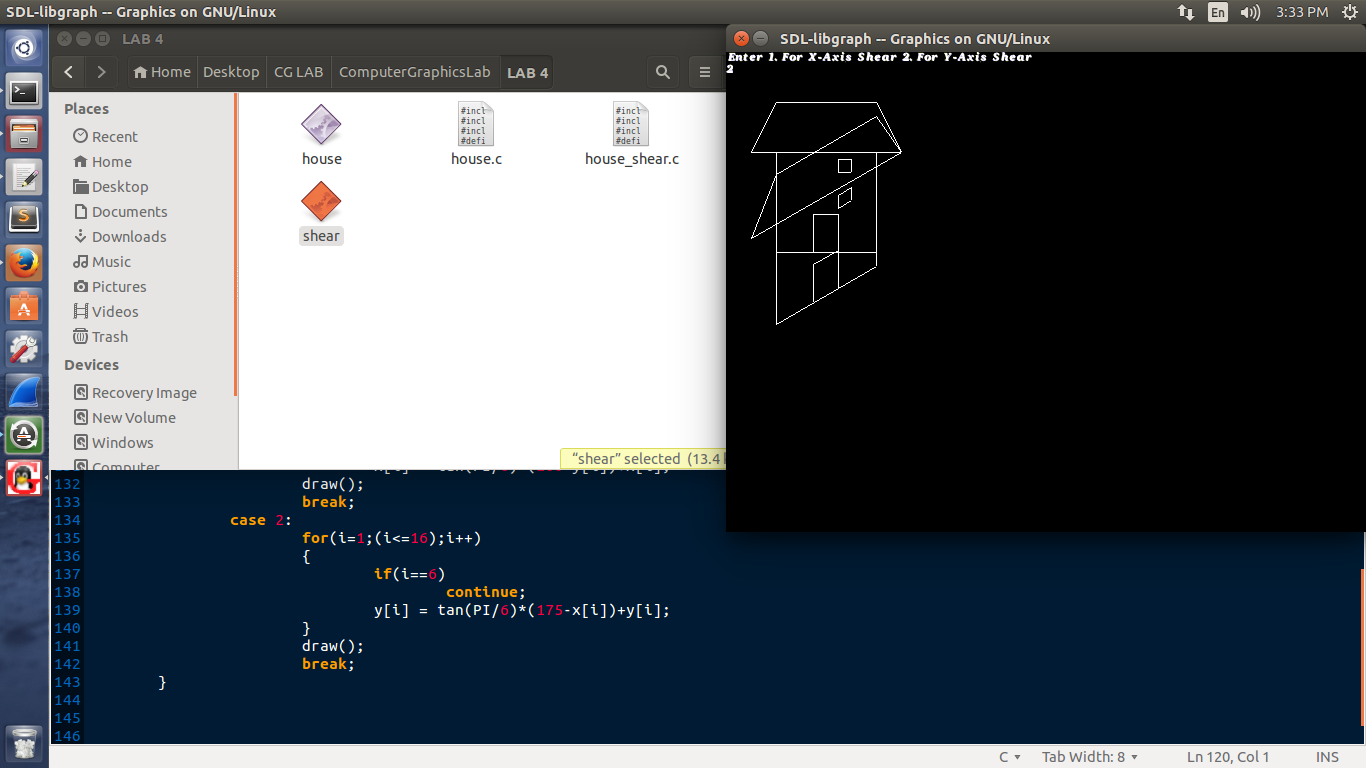 SDL-libgraph -- Graphics on GNU/Linux
En
3:33 PM
LAB 4
Home
Desktop
CG LAB
ComputerGraphicsLab
LAB 4
Places
Recent
Home
Desktop
Documents
Downloads
Music
Pictures
Videos
Trash
Devices
Recovery Image
New Volume
Windows
Computer
#incl
#incl
#incl
#defi
#incl
#incl
#incl
#defi
house
house.c
house_shear.c
shear
“shear” selected (13.4
SDL-libgraph -- Graphics on GNU/Linux
Enter 1. For X-Axis Shear 2. For Y-Axis Shear
2
132 draw();
133 break;
134 case 2:
135 for(i=1;(i<=16);i++)
136 {
137 if(i==6)
138 continue;
139 y[i] = tan(PI/6)*(175-x[i])+y[i];
140 }
141 draw();
142 break;
143 }
144
145
146
C
Tab Width: 8
Ln 120, Col 1
INS